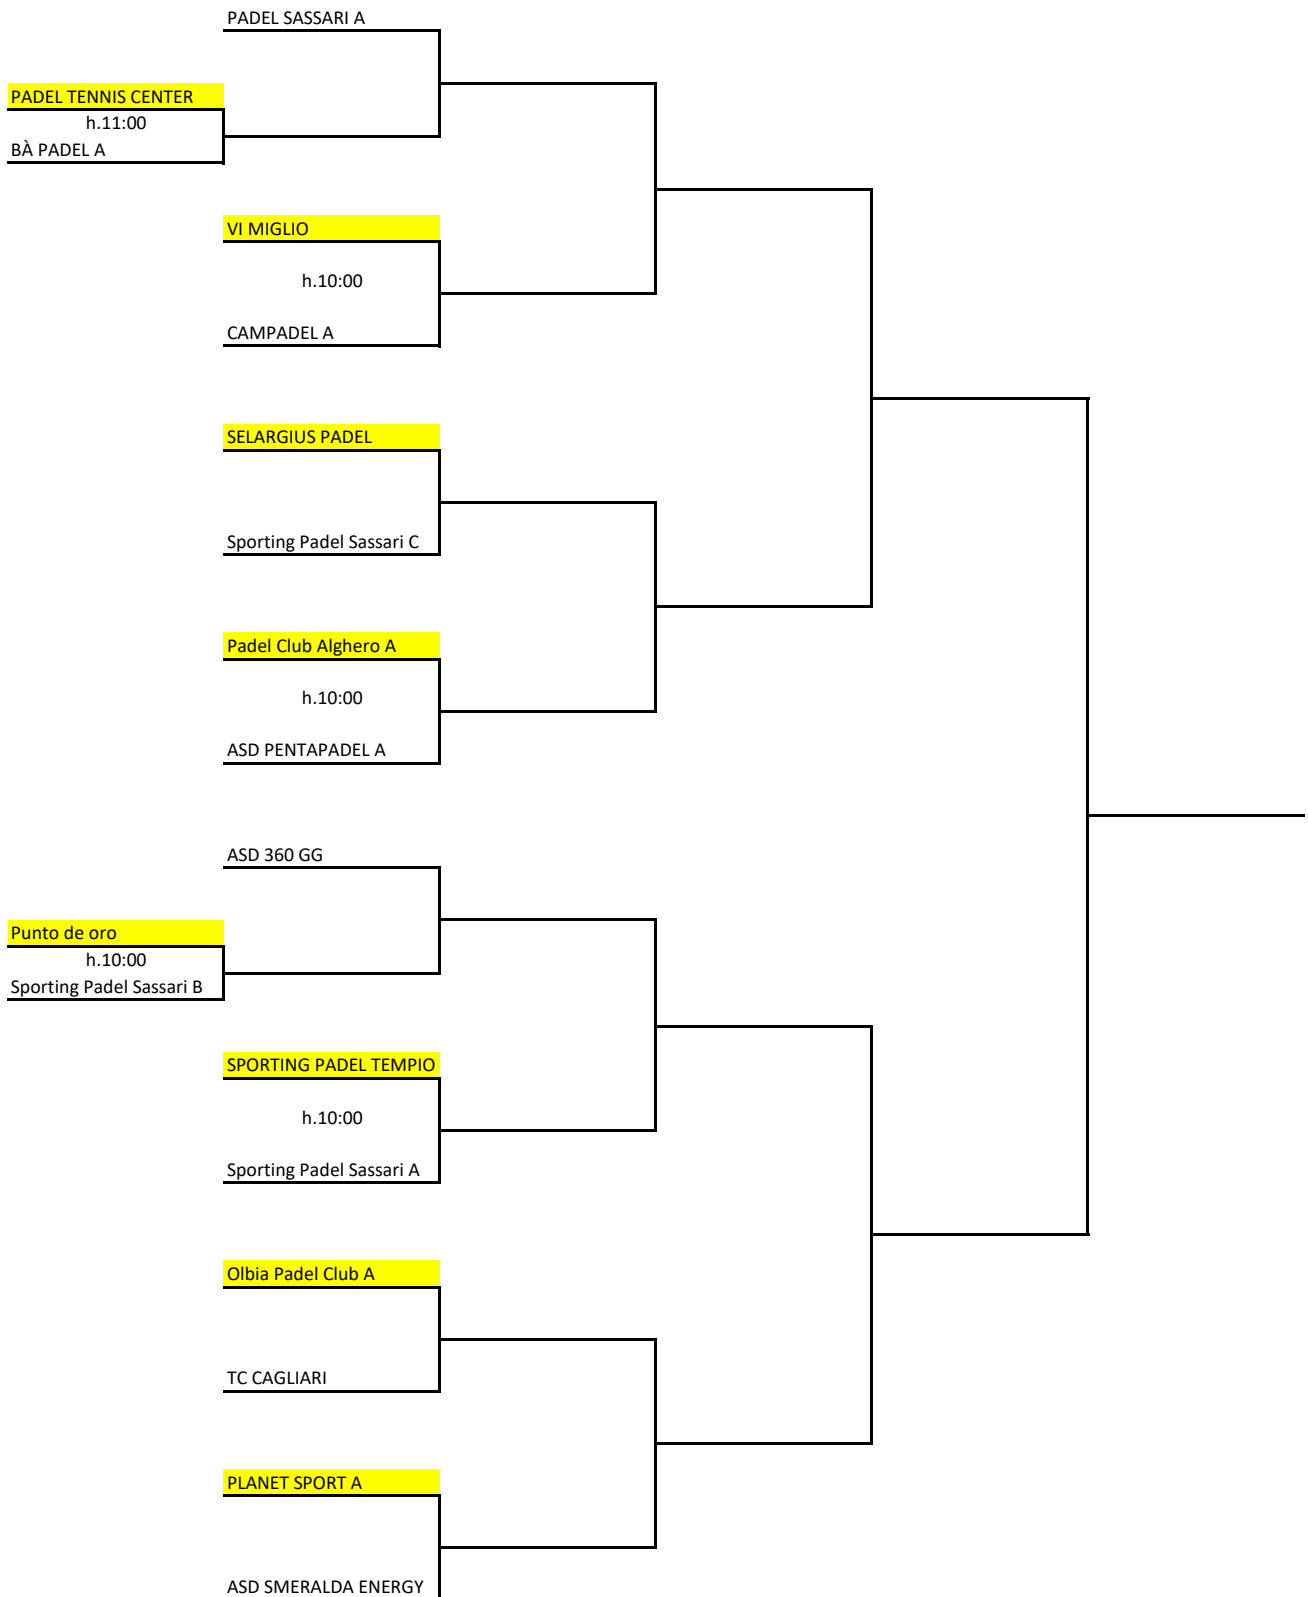 PADEL SASSARI A
PADEL TENNIS CENTER
h.11:00
BÀ PADEL A
VI MIGLIO
h.10:00
CAMPADEL A
SELARGIUS PADEL
Sporting Padel Sassari C
Padel Club Alghero A
h.10:00
ASD PENTAPADEL A
ASD 360 GG
Punto de oro
h.10:00
Sporting Padel Sassari B
SPORTING PADEL TEMPIO
h.10:00
Sporting Padel Sassari A
Olbia Padel Club A
TC CAGLIARI
PLANET SPORT A
ASD SMERALDA ENERGY